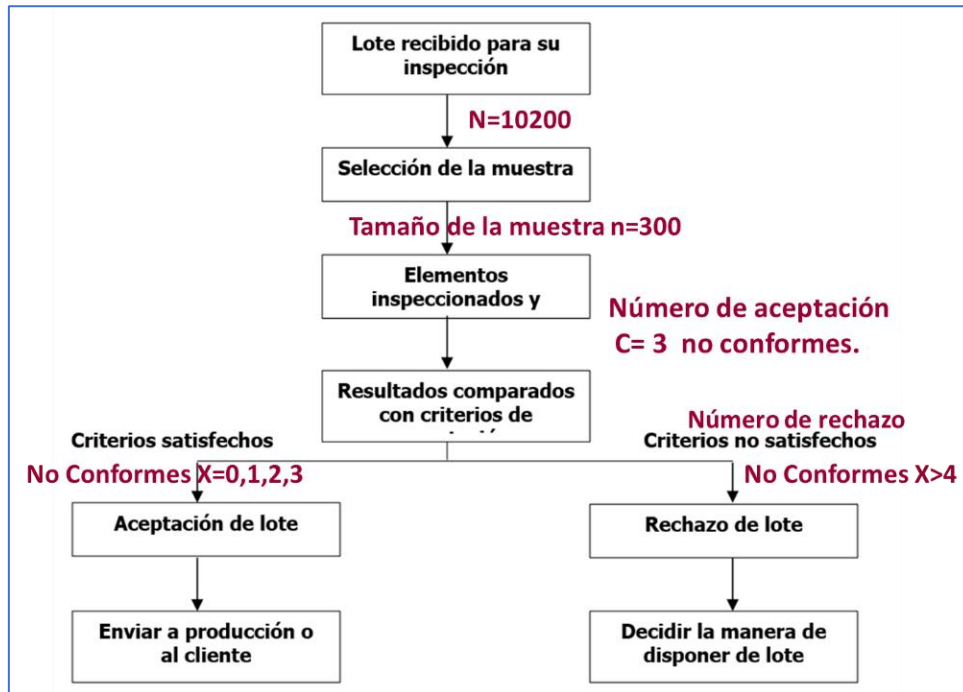 Lote recibido para su
inspección
N=10200
Selección de la muestra
Tamaño de la muestra n=300
Elementos
inspeccionados y
Número de aceptación
C= 3 no conformes.
Resultados comparados
con criterios de
Número de rechazo
Criterios satisfechos
Criterios no satisfechos
No Conformes X=0,1,2,3
No Conformes X>4
Aceptación de lote
Rechazo de lote
Enviar a producción o
al cliente
Decidir la manera de
disponer de lote